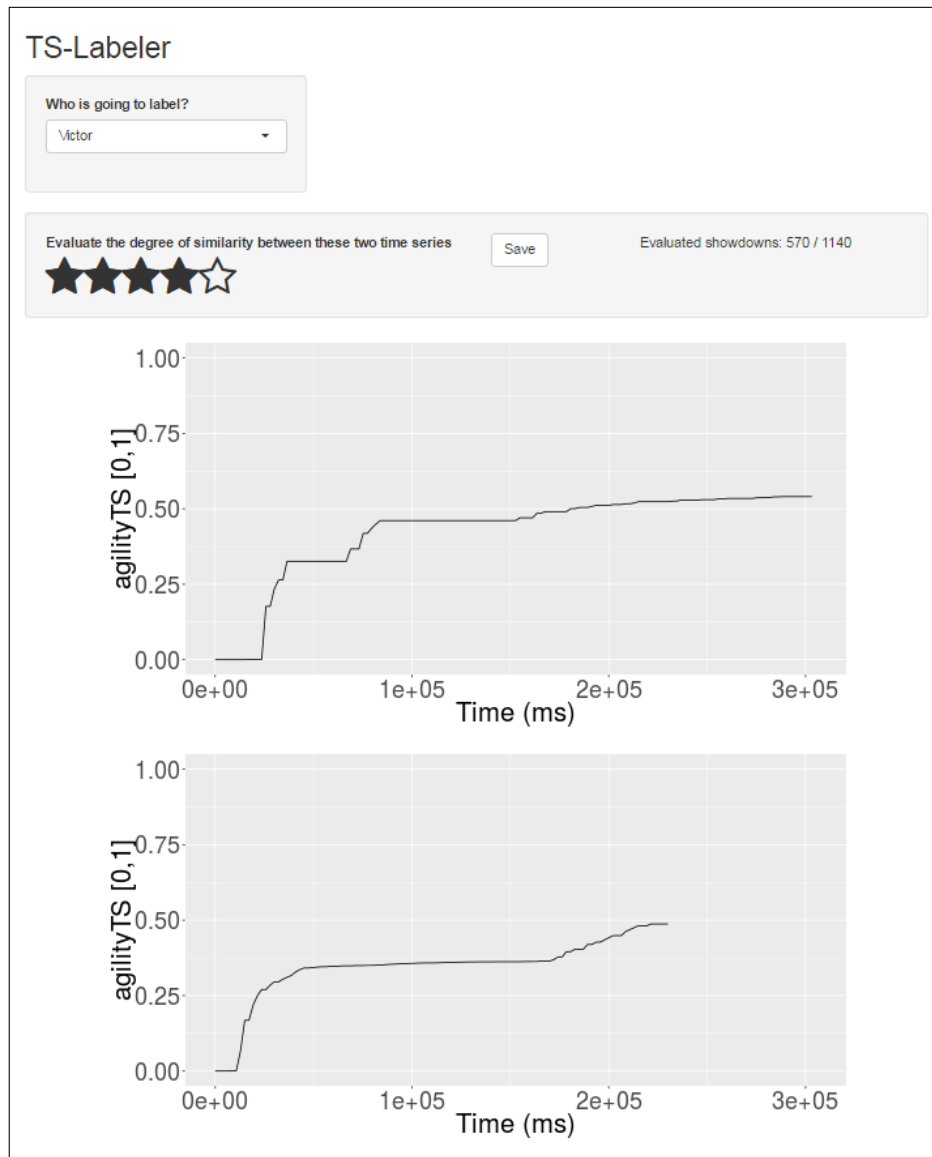 TS-Labeler
Who is going to label?
Victor
Evaluate the degree of similarity between these two time series
Save
Evaluated showdowns: 570 / 1140
1.00
0.75
0.50
0.25
0.00
agilityTS [0,1]
0e+00 1e+05 2e+05 3e+05
Time (ms)
1.00
0.75
0.50
0.25
0.00
agilityTS [0,1]
0e+00 1e+05 2e+05 3e+05
Time (ms)